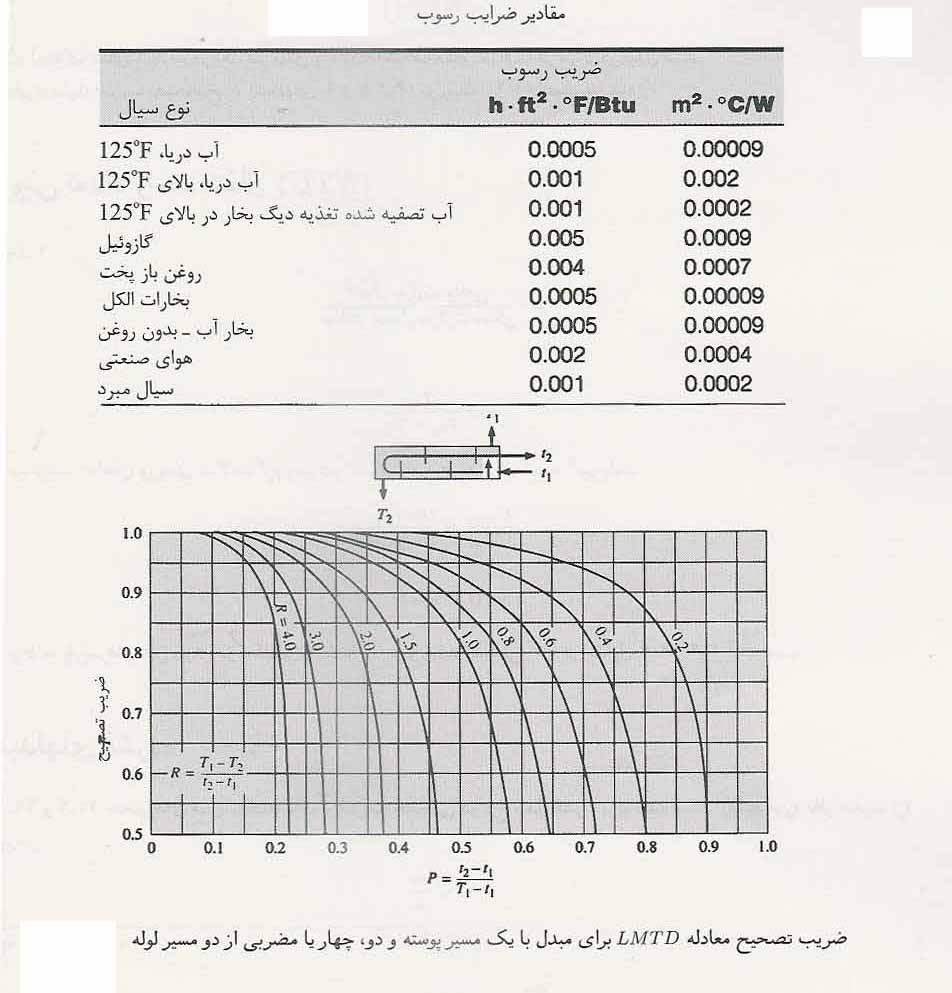 مقادیر ضرایب رسوب
ضریب رسوب
نوع سیال h·ft².°F/Btu m².°C/W
آب دریا، 125°F 0.0005 0.00009
آب دریا، بالای 125°F 0.001 0.002
آب تصفیه شده تغذیه دیگ بخار در بالای 125°F 0.001 0.0002
گازوئیل 0.005 0.0009
روغن باز پخت 0.004 0.0007
بخارات الکل 0.0005 0.00009
بخار آب ـ بدون روغن 0.0005 0.00009
هوای صنعتی 0.002 0.0004
سیال مبرد 0.001 0.0002
t₂
t₁
T₂
1.0
0.9
0.8
0.7
0.6
0.5
ضریب تصحیح
R = 4.0 3.0 2.0 1.5 1.0 0.8 0.6 0.4 0.2
R = (T₁ − T₂)/(t₂ − t₁)
0 0.1 0.2 0.3 0.4 0.5 0.6 0.7 0.8 0.9 1.0
P = (t₂ − t₁)/(T₁ − t₁)
ضریب تصحیح معادله LMTD برای مبدل با یک مسیر پوسته و دو، چهار یا مضربی از دو مسیر لوله